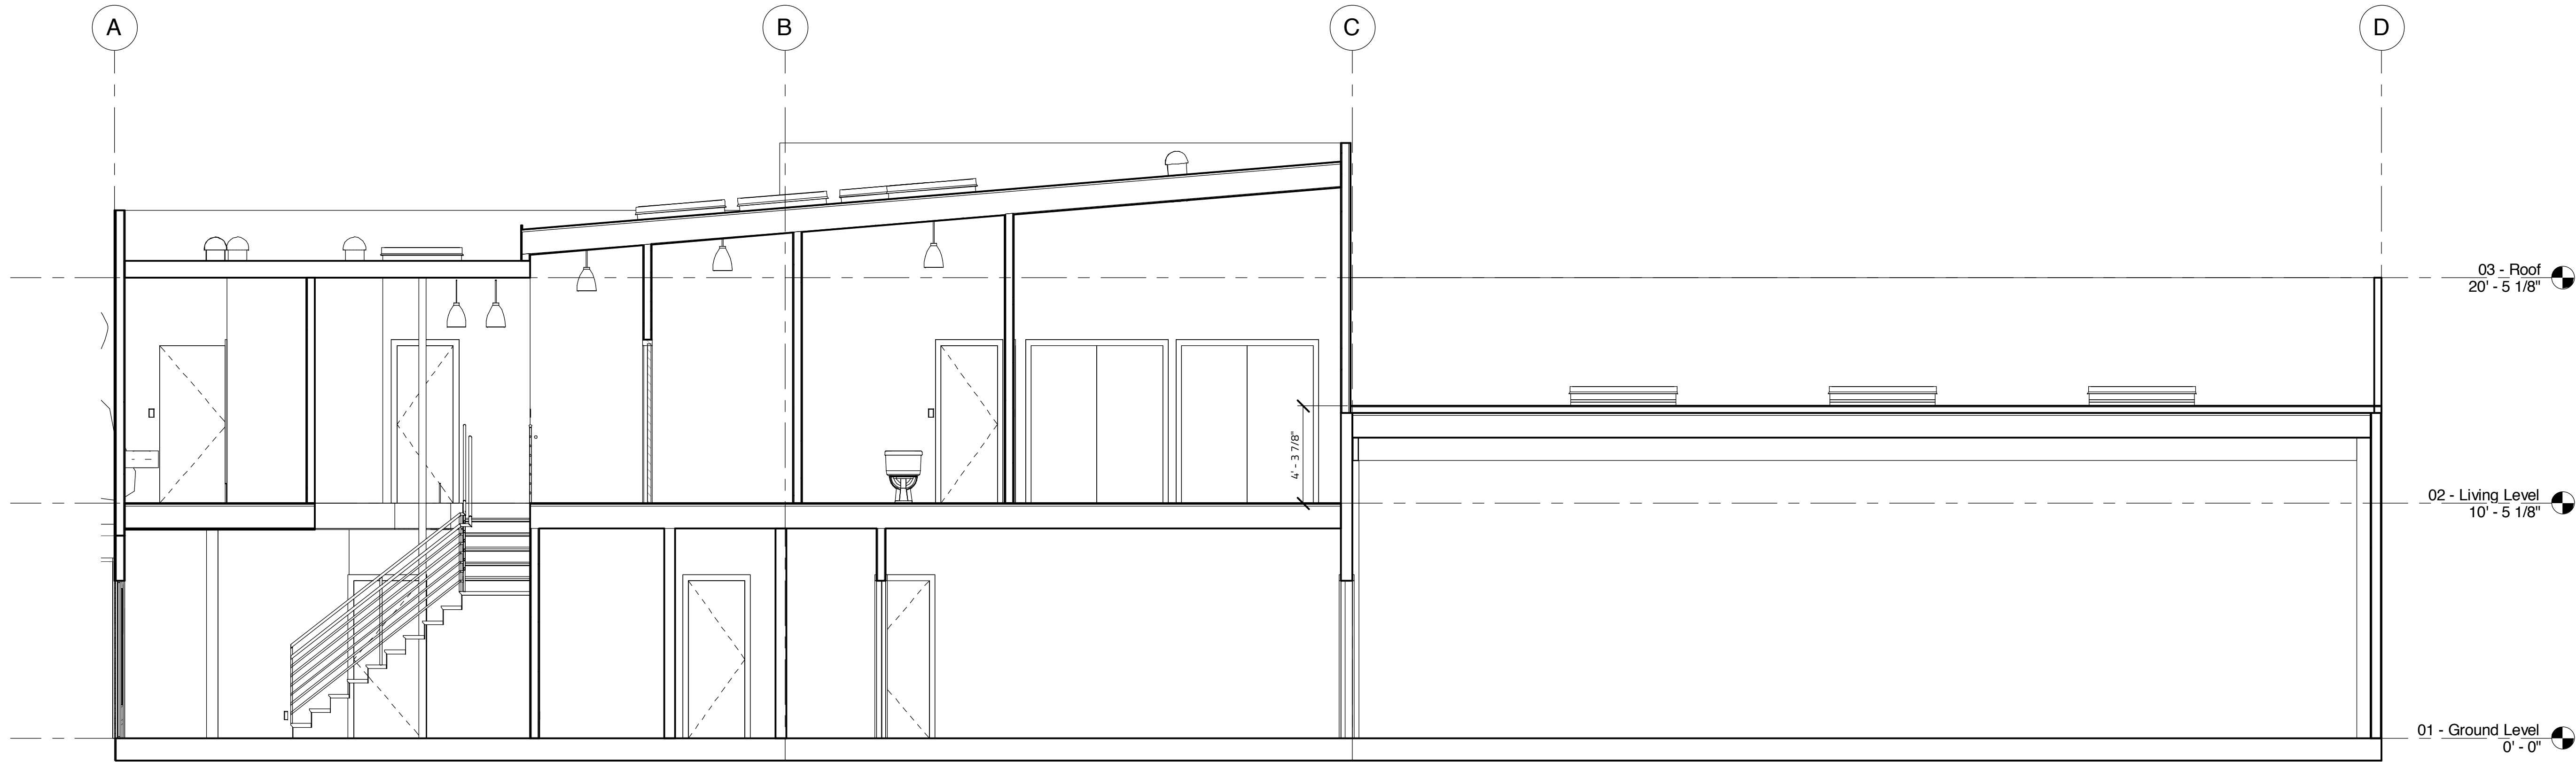 A
B
C
D
03 - Roof
20' - 5 1/8"
4' - 3 7/8"
02 - Living Level
10' - 5 1/8"
01 - Ground Level
0' - 0"